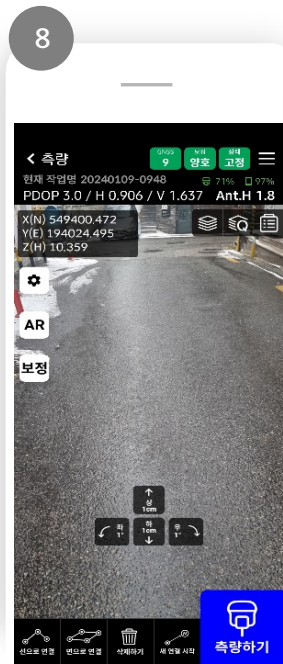 8
측량
GNSS
9
보정
양호
상태
고정
현재 작업명 20240109-0948
71%
97%
PDOP 3.0 / H 0.906 / V 1.637
Ant.H 1.8
X(N) 549400.472
Y(E) 194024.495
Z(H) 10.359
AR
보정
상
1cm
좌
1°
하
1cm
우
1°
선으로 연결
면으로 연결
삭제하기
새 연결 시작
측량하기